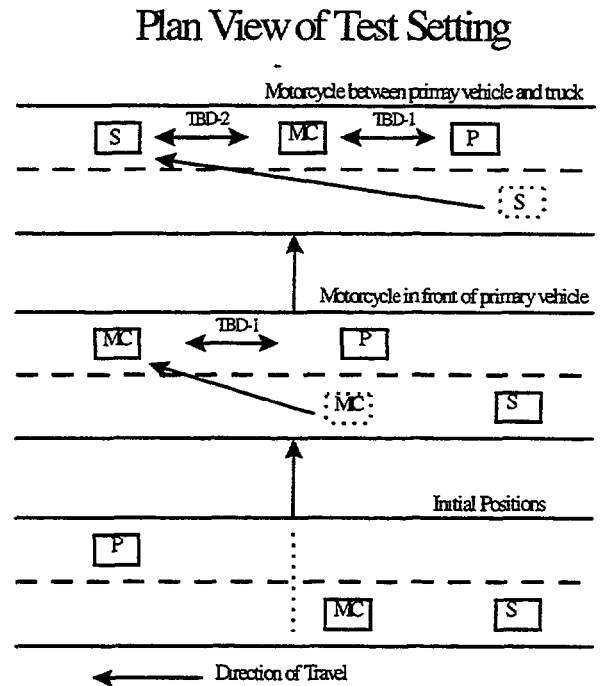 Plan View of Test Setting
Motorcycle between primay vehicle and truck
TBD-2 TBD-1
S MC P
S
Motorcycle in front of primary vehicle
TBD-1
MC P
MC S
Initial Positions
P
MC S
Direction of Travel